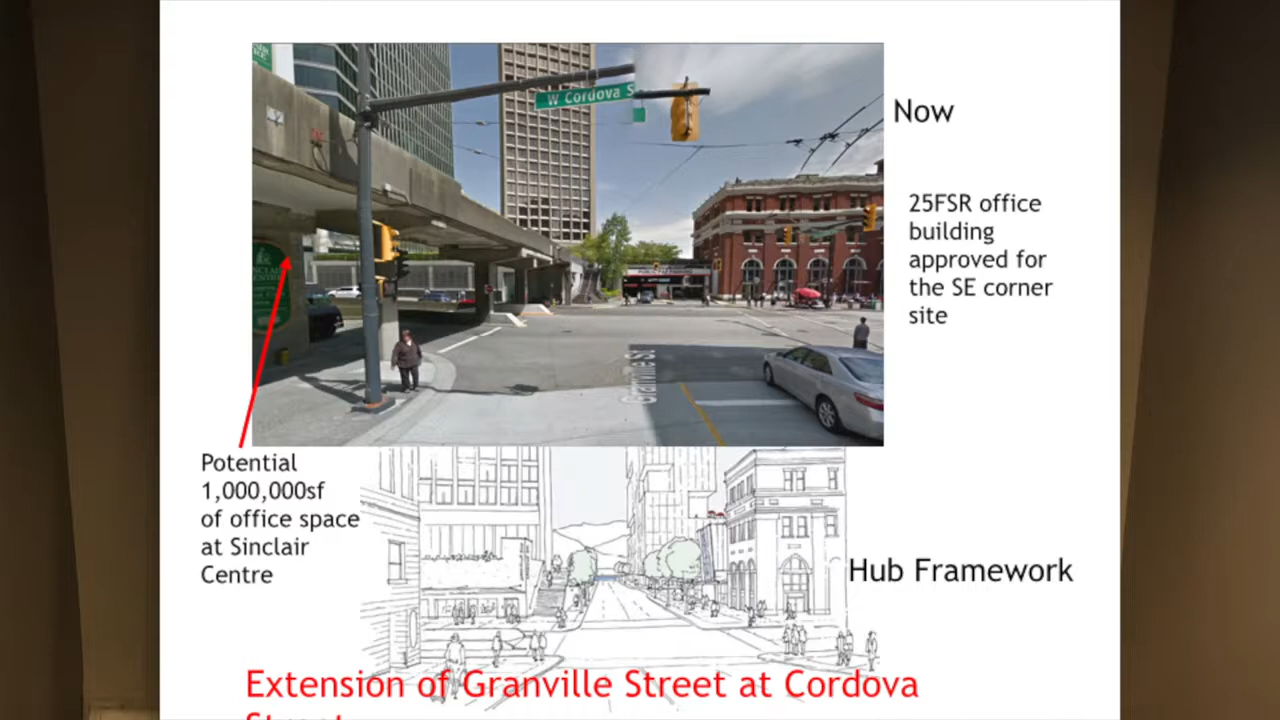 W Cordova S
Now
25FSR office
building
approved for
the SE corner
site
Granville St
Potential
1,000,000sf
of office space
at Sinclair
Centre
Hub Framework
Extension of Granville Street at Cordova
Street